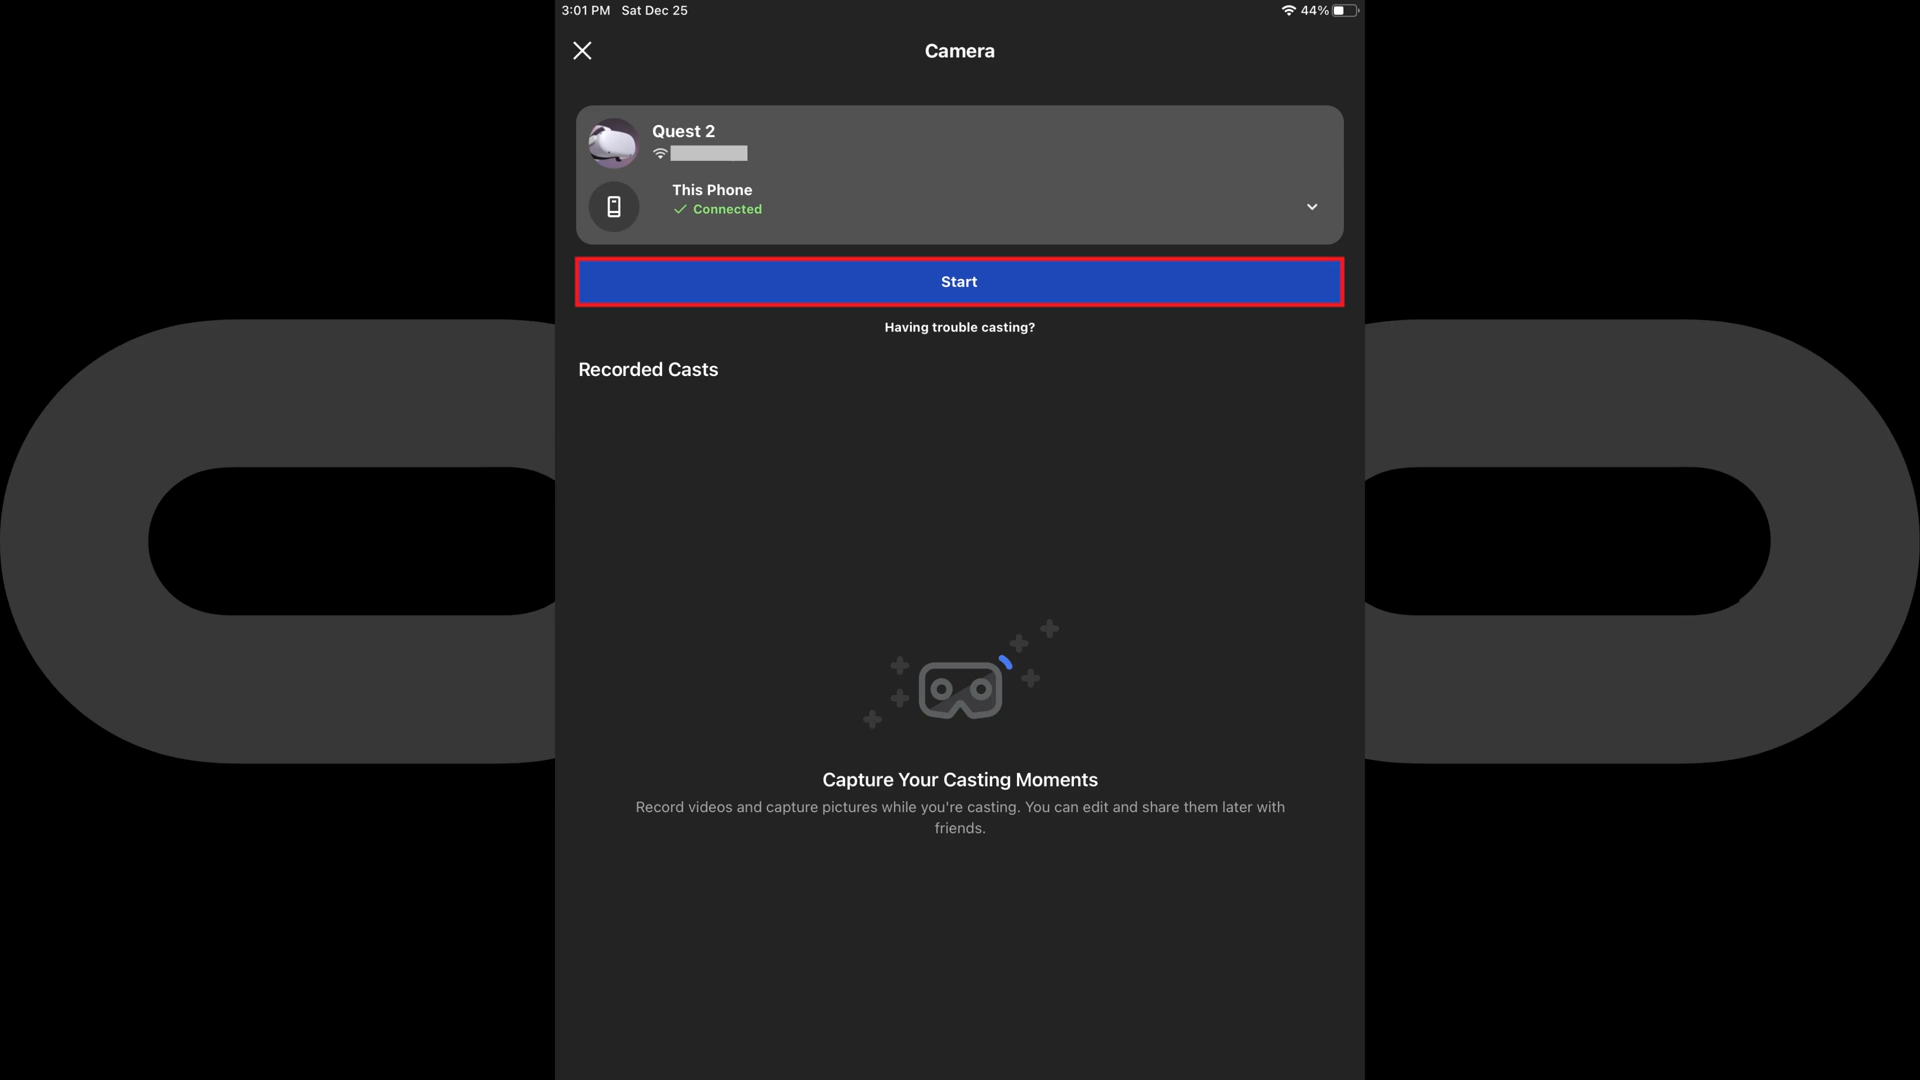 3:01 PM Sat Dec 25 44%
Camera
Quest 2
This Phone
Connected
Start
Having trouble casting?
Recorded Casts
Capture Your Casting Moments
Record videos and capture pictures while you're casting. You can edit and share them later with
friends.